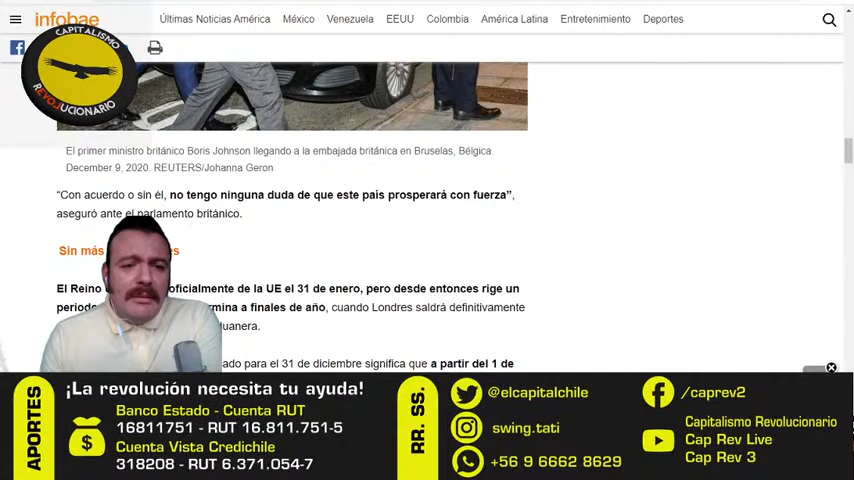 infobae
Últimas Noticias América
México
Venezuela
EEUU
Colombia
América Latina
Entretenimiento
Deportes
CAPITALISMO
REVOLUCIONARIO
El primer ministro británico Boris Johnson llegando a la embajada británica en Bruselas, Bélgica.
December 9, 2020. REUTERS/Johanna Geron
“Con acuerdo o sin él, no tengo ninguna duda de que este país prosperará con fuerza”,
aseguró ante el parlamento británico.
Sin más
El Reino oficialmente de la UE el 31 de enero, pero desde entonces rige un
termina a finales de año, cuando Londres saldrá definitivamente
para el 31 de diciembre significa que a partir del 1 de
APORTES
¡La revolución necesita tu ayuda!
Banco Estado - Cuenta RUT
16811751 - RUT 16.811.751-5
Cuenta Vista Credichile
318208 - RUT 6.371.054-7
RR. SS.
@elcapitalchile
swing.tati
+56 9 6662 8629
/caprev2
Capitalismo Revolucionario
Cap Rev Live
Cap Rev 3